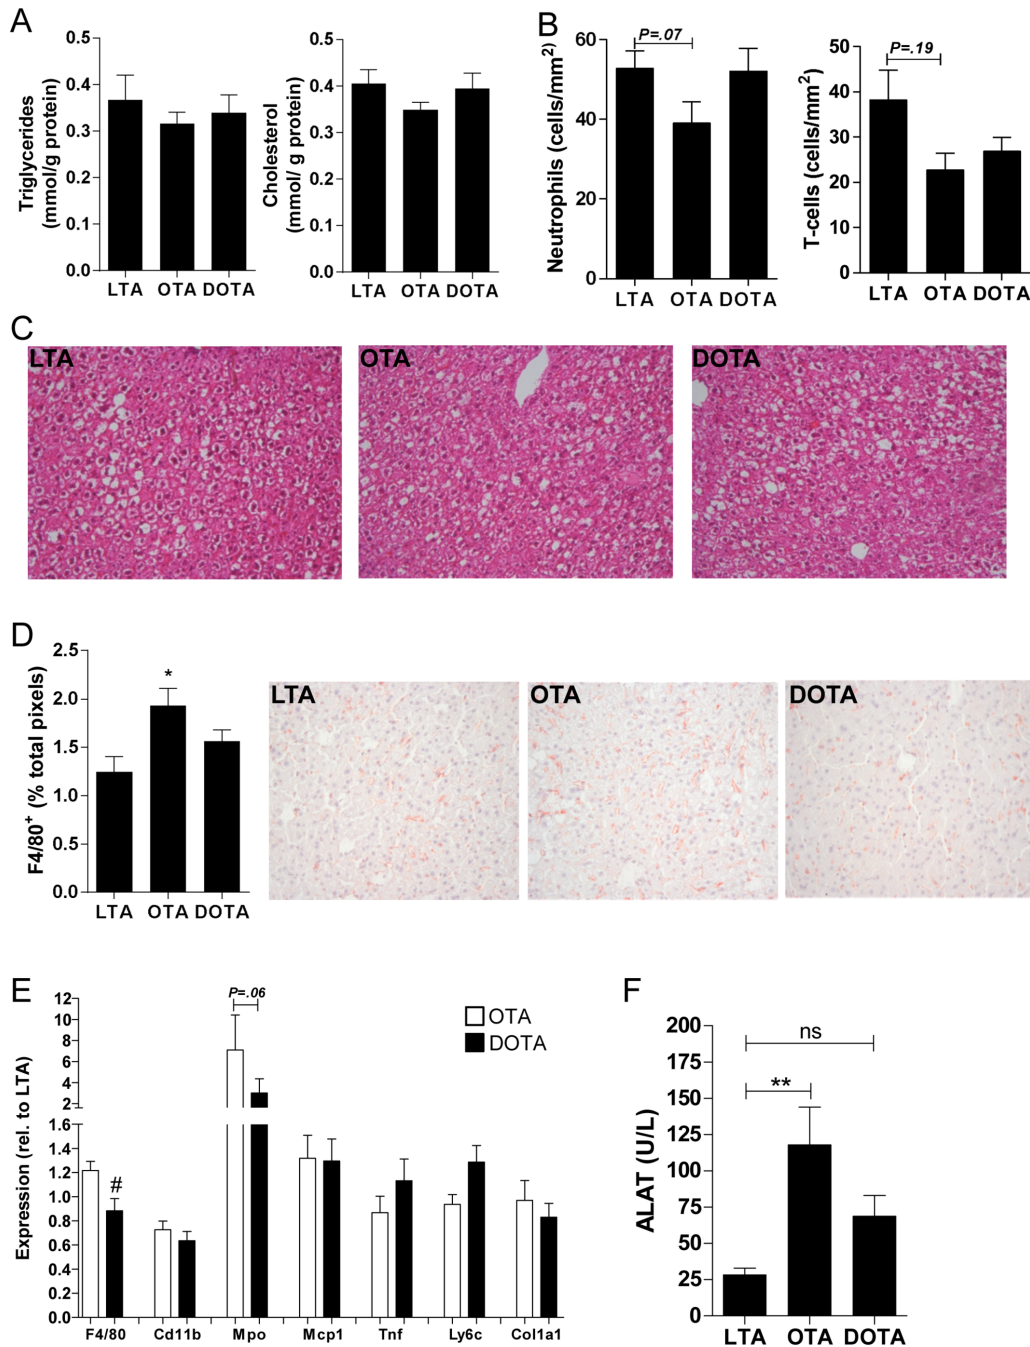 A
0.5
0.4
0.3
0.2
0.1
0.0
Triglycerides
(mmol/g protein)
LTA OTA DOTA
0.5
0.4
0.3
0.2
0.1
0.0
Cholesterol
(mmol/ g protein)
LTA OTA DOTA
B
60
40
20
0
Neutrophils (cells/mm²)
P=.07
LTA OTA DOTA
50
40
30
20
10
0
T-cells (cells/mm²)
P=.19
LTA OTA DOTA
C
LTA
OTA
DOTA
D
2.5
2.0
1.5
1.0
0.5
0.0
F4/80⁺ (% total pixels)
*
LTA OTA DOTA
LTA
OTA
DOTA
E
12
10
8
6
4
2
1.6
1.4
1.2
1.0
0.8
0.6
0.4
0.2
0.0
Expression (rel. to LTA)
P=.06
#
OTA
DOTA
F4/80 Cd11b Mpo Mcp1 Tnf Ly6c Col1a1
F
200
175
150
125
100
75
50
25
0
ALAT (U/L)
ns
**
LTA OTA DOTA